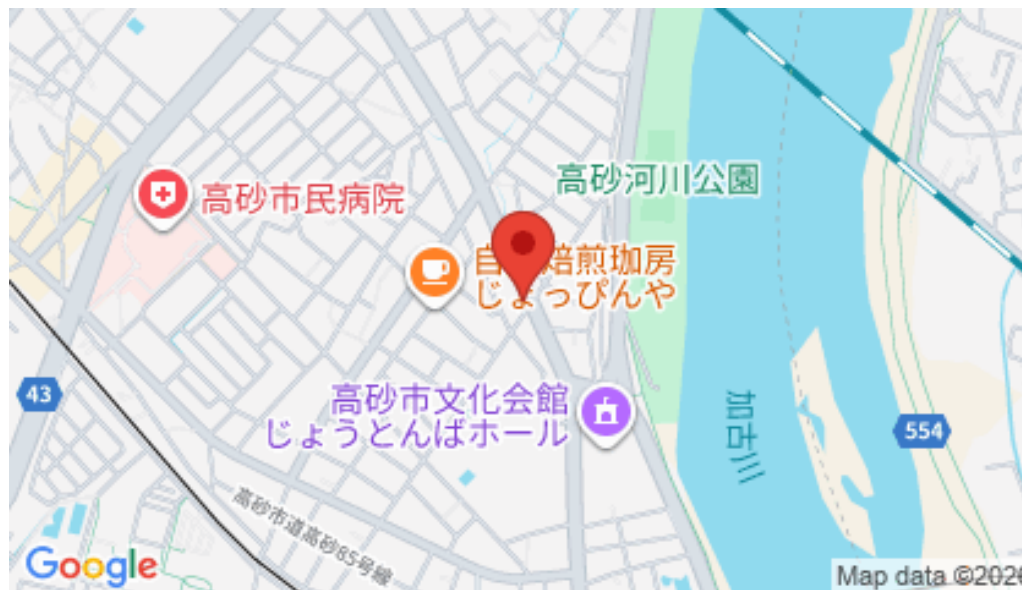 高砂河川公園
高砂市民病院
自 焙煎珈房
じょっぴんや
43
高砂市文化会館
じょうとんばホール
加古川
554
高砂市道高砂85号線
Google
Map data ©2026